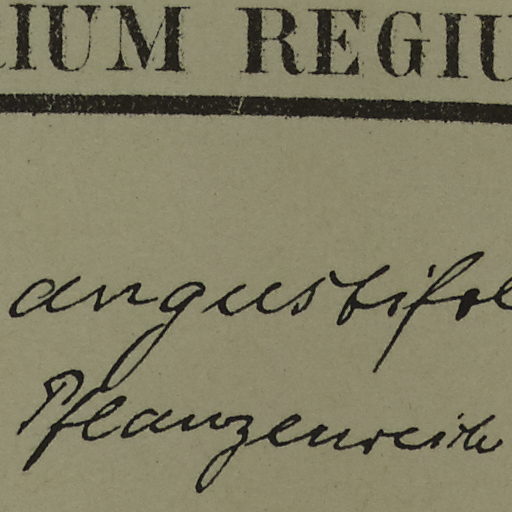 IUM REGIU
angustifol
Pflanzenreich